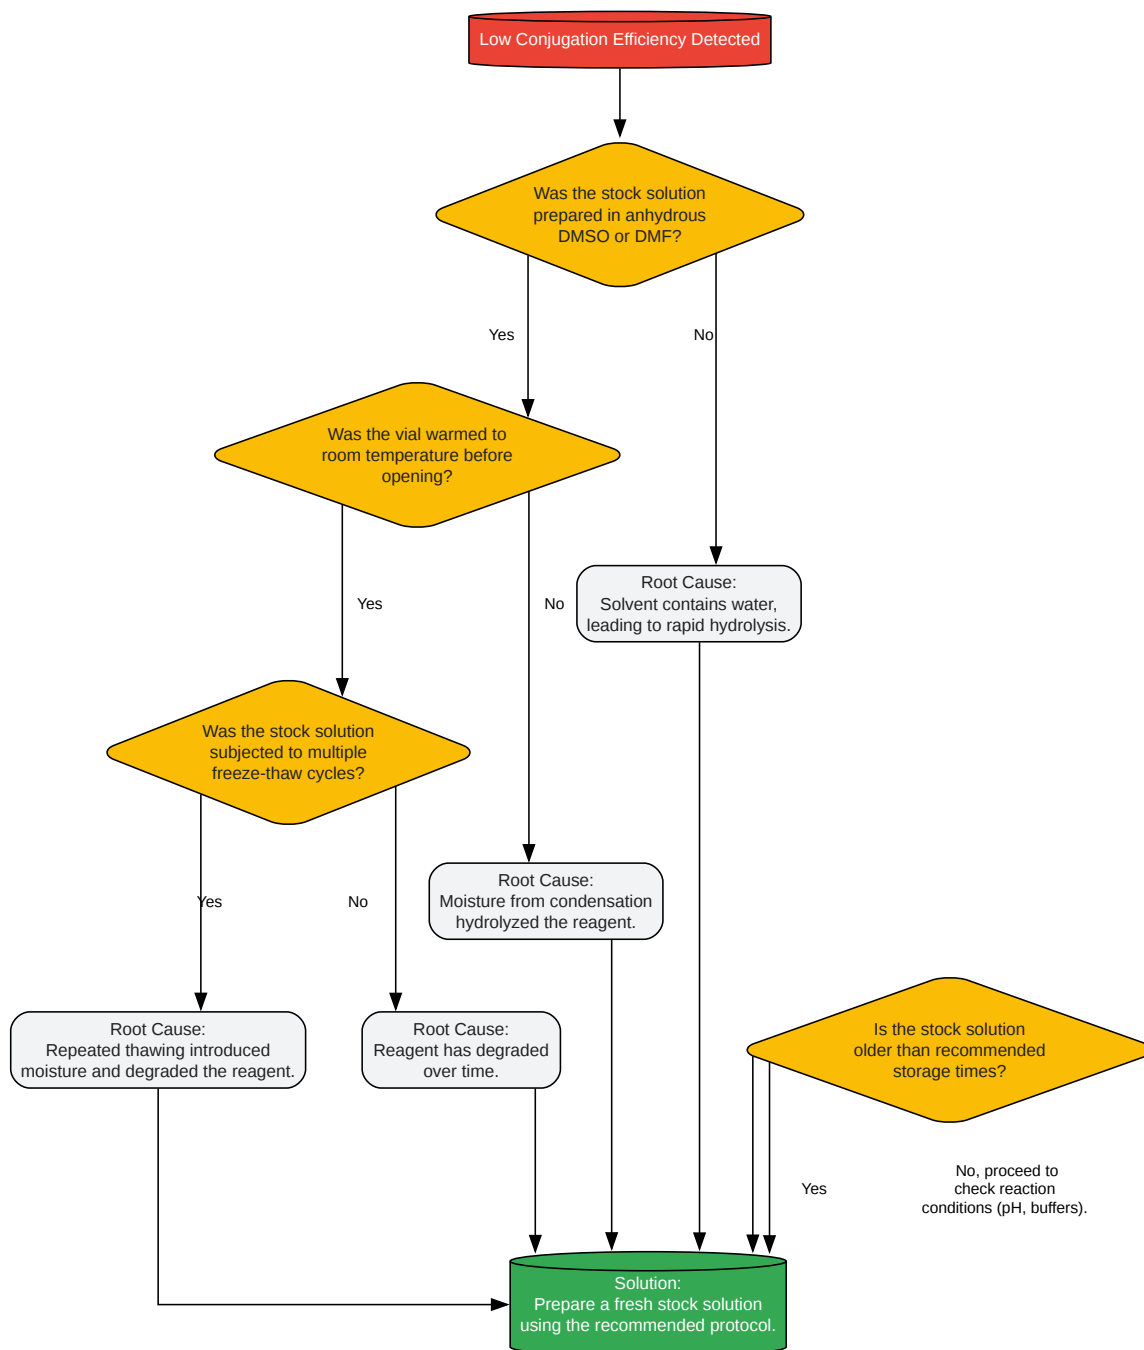 Low Conjugation Efficiency Detected
Was the stock solution
prepared in anhydrous
DMSO or DMF?
Yes
No
Was the vial warmed to
room temperature before
opening?
Root Cause:
Solvent contains water,
leading to rapid hydrolysis.
Yes
No
Was the stock solution
subjected to multiple
freeze-thaw cycles?
Root Cause:
Moisture from condensation
hydrolyzed the reagent.
Yes
No
Root Cause:
Repeated thawing introduced
moisture and degraded the reagent.
Root Cause:
Reagent has degraded
over time.
Is the stock solution
older than recommended
storage times?
Yes
No, proceed to
check reaction
conditions (pH, buffers).
Solution:
Prepare a fresh stock solution
using the recommended protocol.